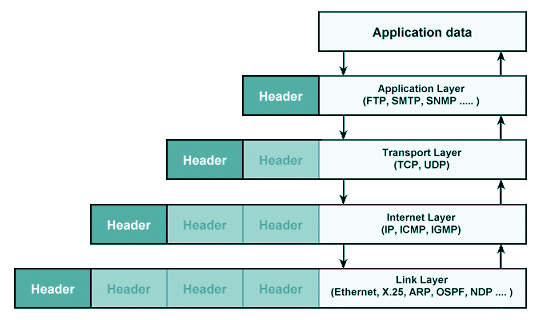 Application data
Header
Application Layer
(FTP, SMTP, SNMP ..... )
Header Header
Transport Layer
(TCP, UDP)
Header Header Header
Internet Layer
(IP, ICMP, IGMP)
Header Header Header Header
Link Layer
(Ethernet, X.25, ARP, OSPF, NDP .... )